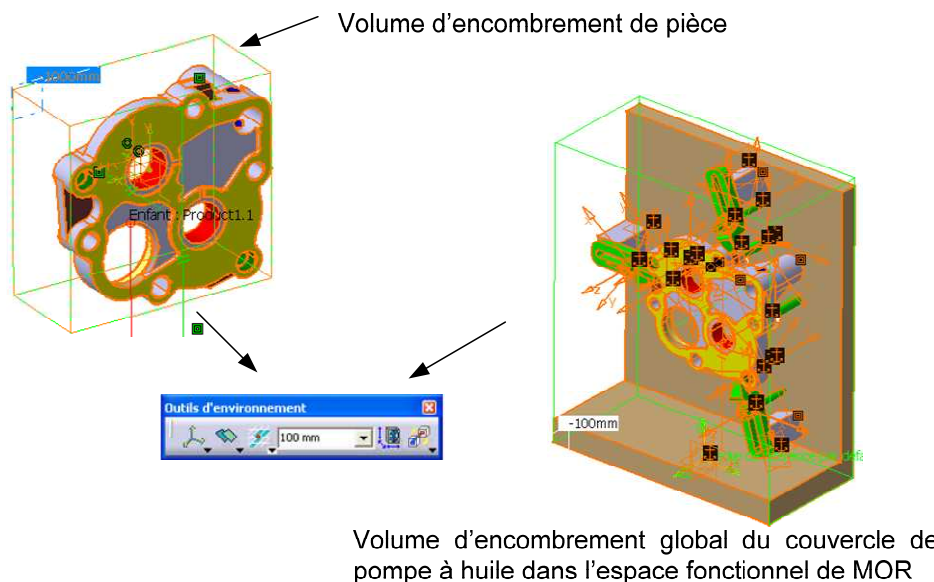 Volume d'encombrement de pièce
-1000mm
Enfant : Product1.1
Outils d'environnement
100 mm
-100mm
Volume d'encombrement global du couvercle de
pompe à huile dans l'espace fonctionnel de MOR